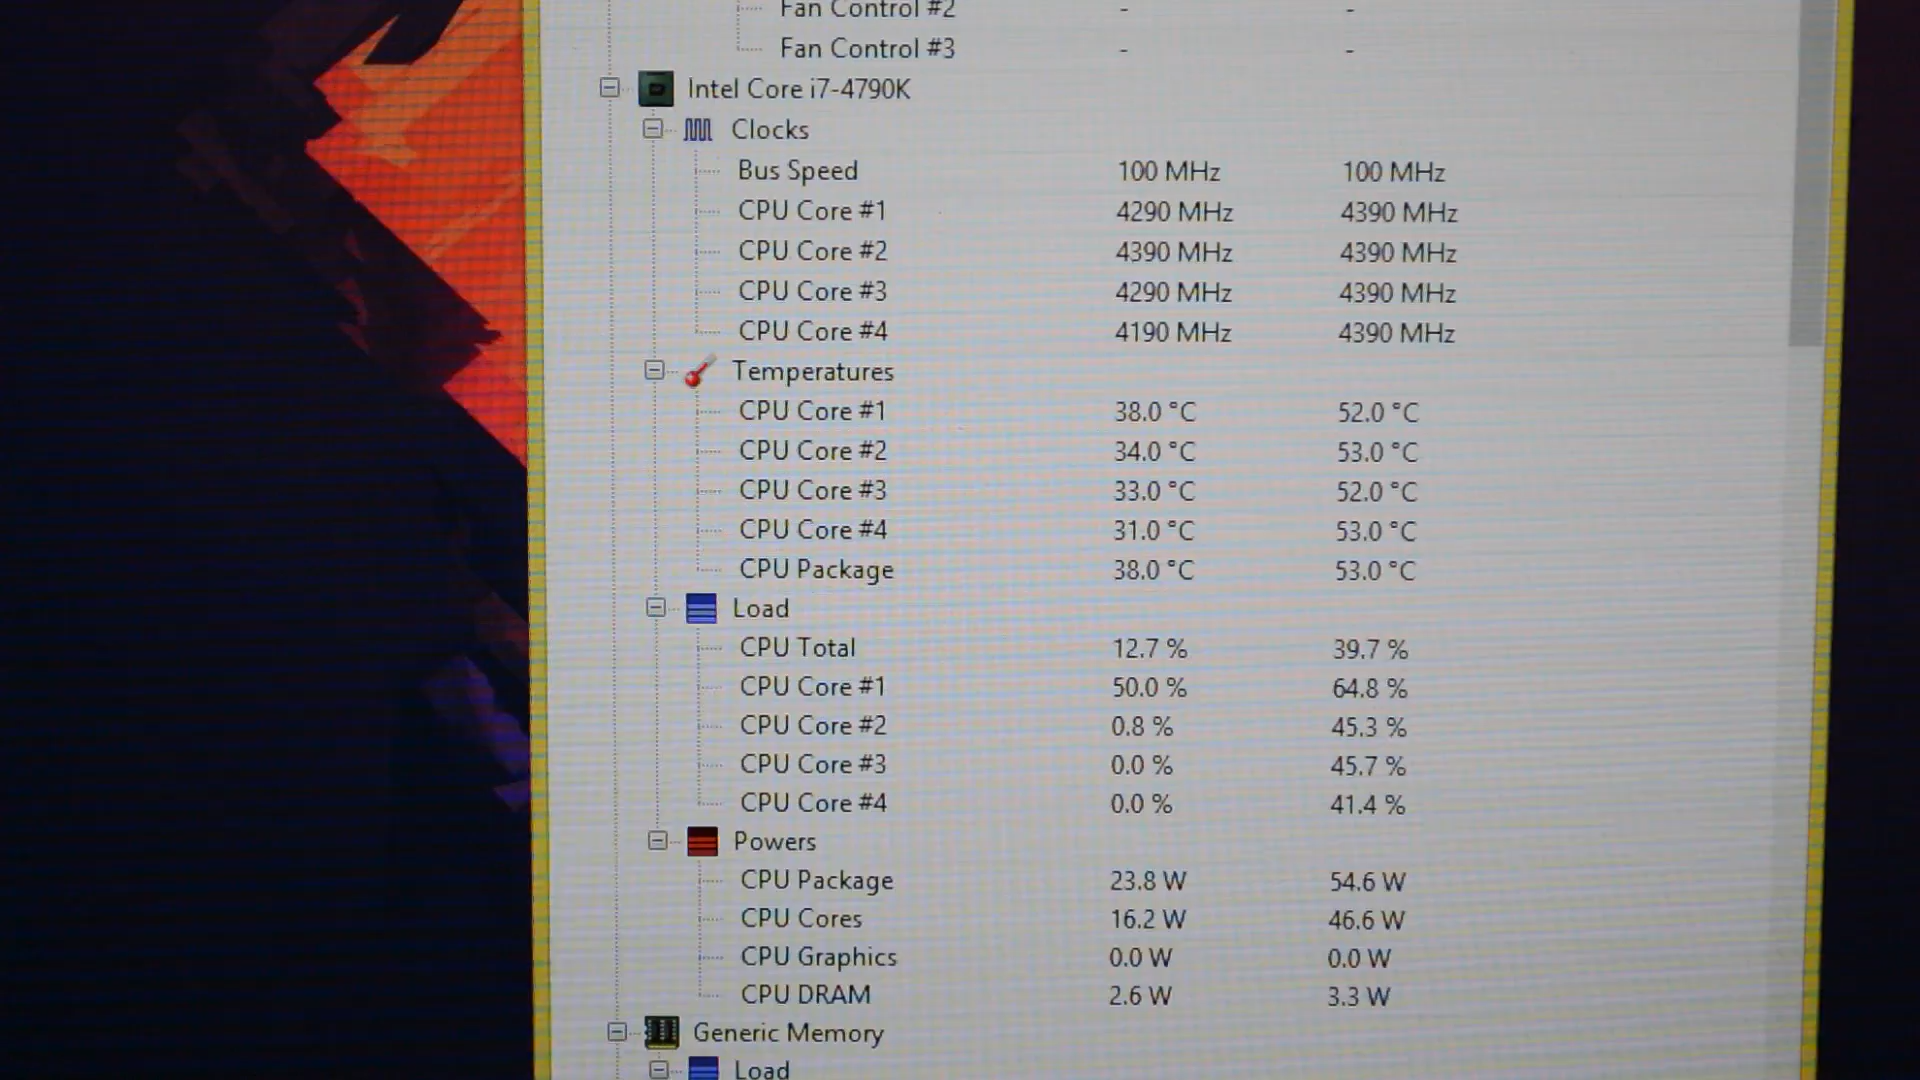 Fan Control #2 - -
Fan Control #3 - -
Intel Core i7-4790K
Clocks
Bus Speed 100 MHz 100 MHz
CPU Core #1 4290 MHz 4390 MHz
CPU Core #2 4390 MHz 4390 MHz
CPU Core #3 4290 MHz 4390 MHz
CPU Core #4 4190 MHz 4390 MHz
Temperatures
CPU Core #1 38.0 °C 52.0 °C
CPU Core #2 34.0 °C 53.0 °C
CPU Core #3 33.0 °C 52.0 °C
CPU Core #4 31.0 °C 53.0 °C
CPU Package 38.0 °C 53.0 °C
Load
CPU Total 12.7 % 39.7 %
CPU Core #1 50.0 % 64.8 %
CPU Core #2 0.8 % 45.3 %
CPU Core #3 0.0 % 45.7 %
CPU Core #4 0.0 % 41.4 %
Powers
CPU Package 23.8 W 54.6 W
CPU Cores 16.2 W 46.6 W
CPU Graphics 0.0 W 0.0 W
CPU DRAM 2.6 W 3.3 W
Generic Memory
Load